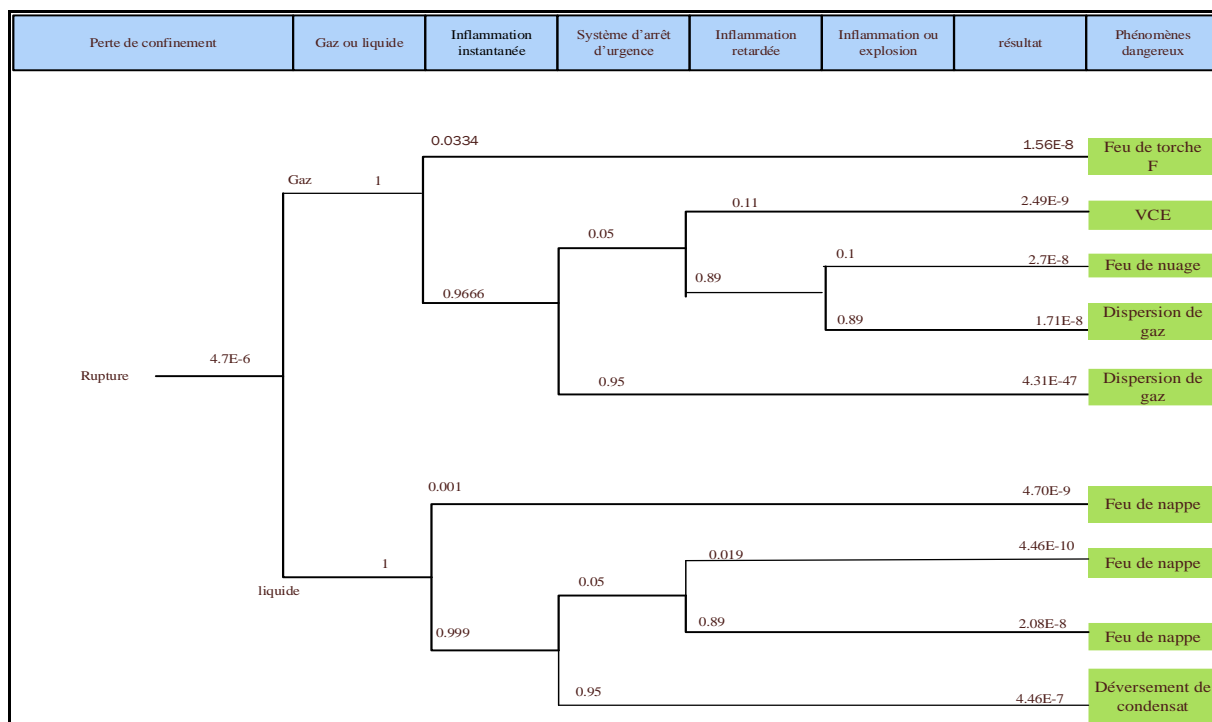 Perte de confinement
Gaz ou liquide
Inflammation
instantanée
Système d'arrêt
d'urgence
Inflammation
retardée
Inflammation ou
explosion
résultat
Phénomènes
dangereux
0.0334
1.56E-8
Feu de torche
F
Gaz
1
0.11
2.49E-9
VCE
0.05
0.1
2.7E-8
Feu de nuage
0.89
0.9666
0.89
1.71E-8
Dispersion de
gaz
4.7E-6
Rupture
0.95
4.31E-47
Dispersion de
gaz
0.001
4.70E-9
Feu de nappe
1
liquide
0.019
4.46E-10
Feu de nappe
0.05
0.999
0.89
2.08E-8
Feu de nappe
0.95
4.46E-7
Déversement de
condensat